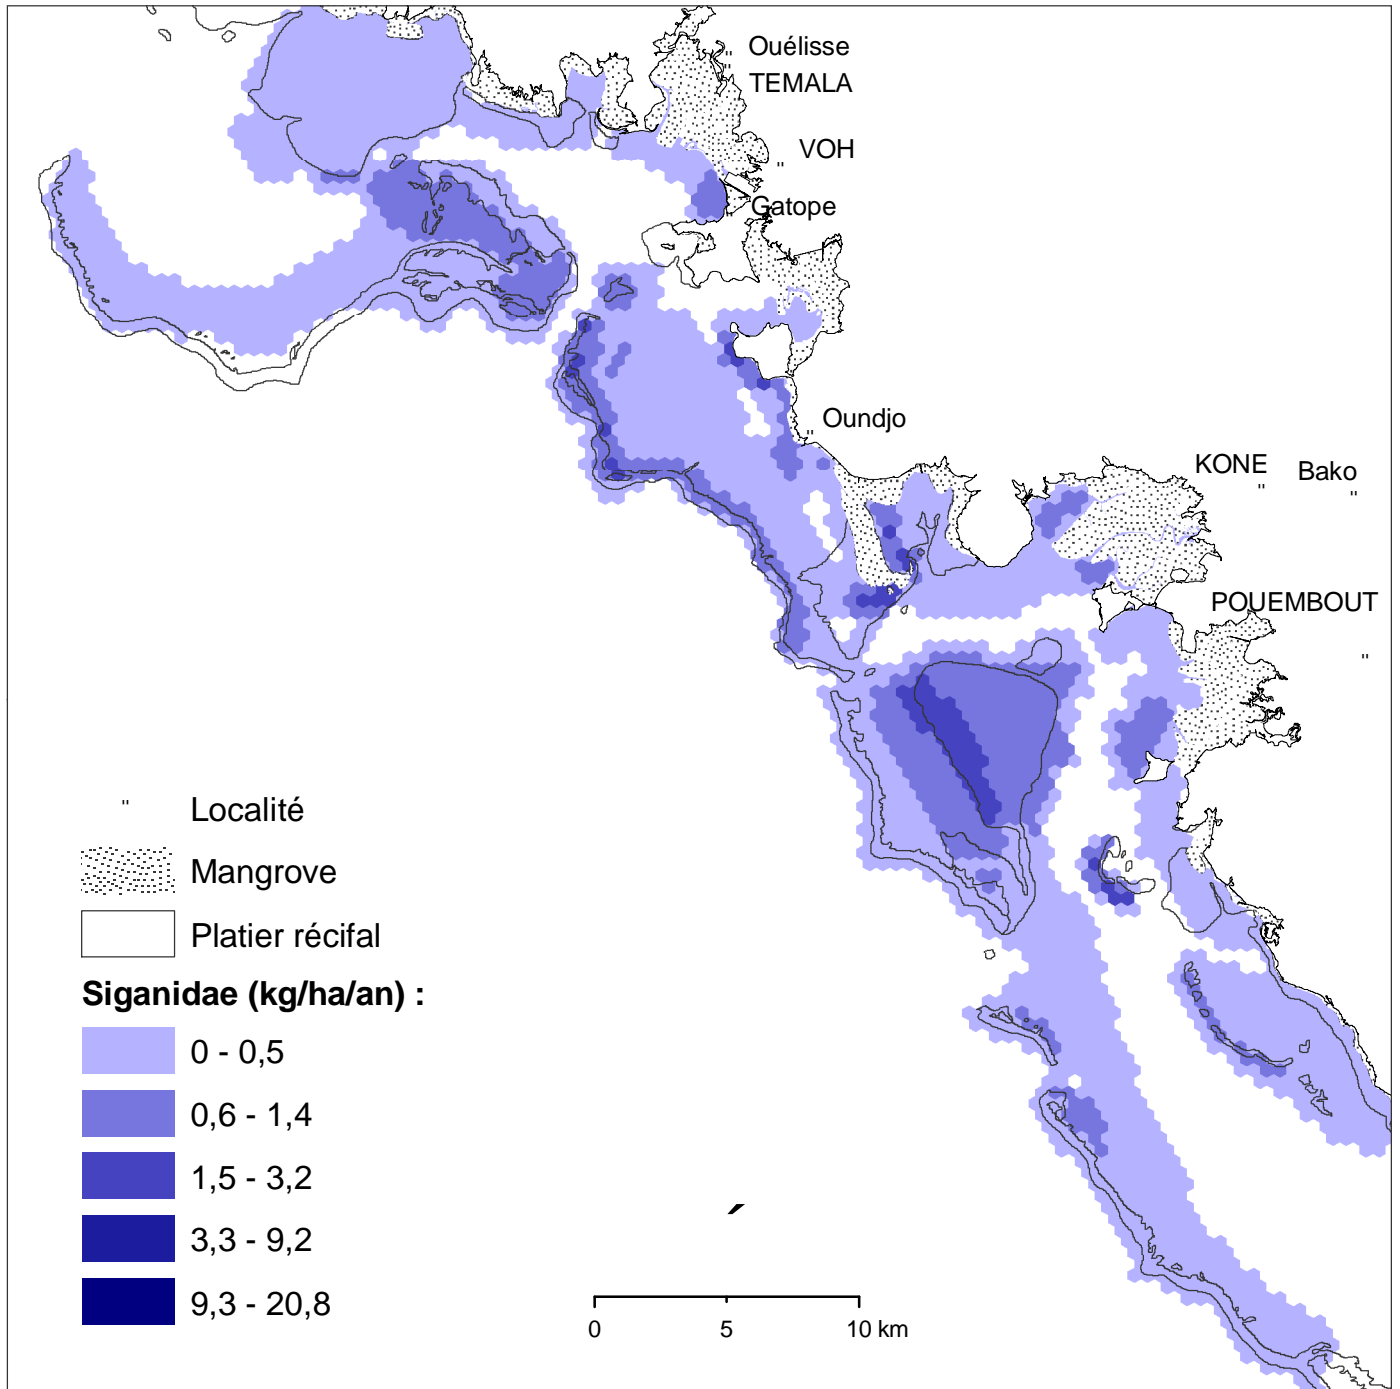 Ouélisse
TEMALA
VOH
Gatope
Oundjo
KONE
Bako
POUEMBOUT
Localité
Mangrove
Platier récifal
Siganidae (kg/ha/an) :
0 - 0,5
0,6 - 1,4
1,5 - 3,2
3,3 - 9,2
9,3 - 20,8
0 5 10 km